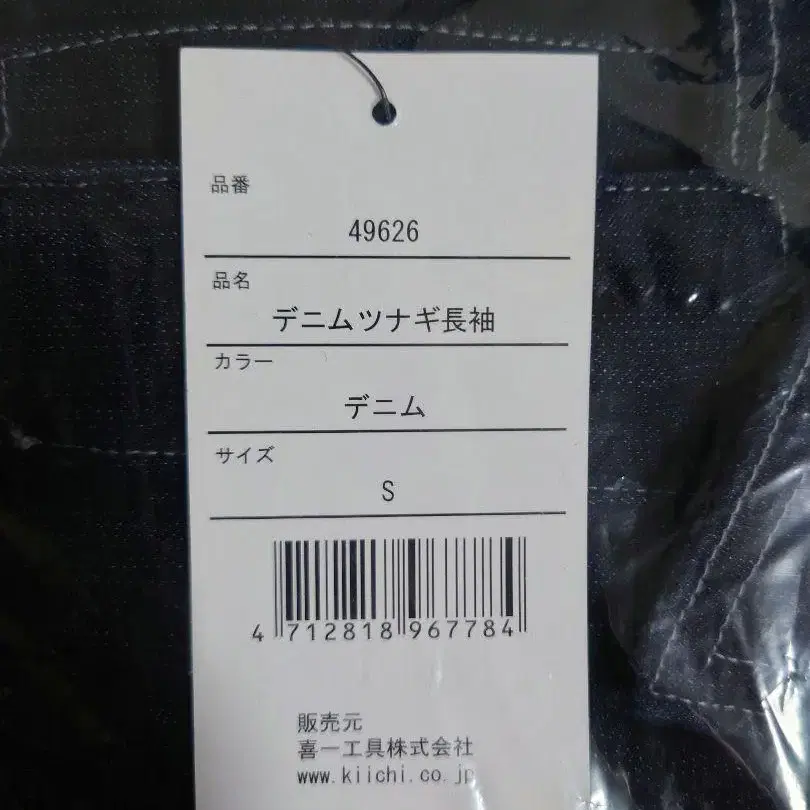 品番
49626
品名
デニムツナギ長袖
カラー
デニム
サイズ
S
4 712818 967784
販売元
喜一工具株式会社
www.kiichi.co.jp